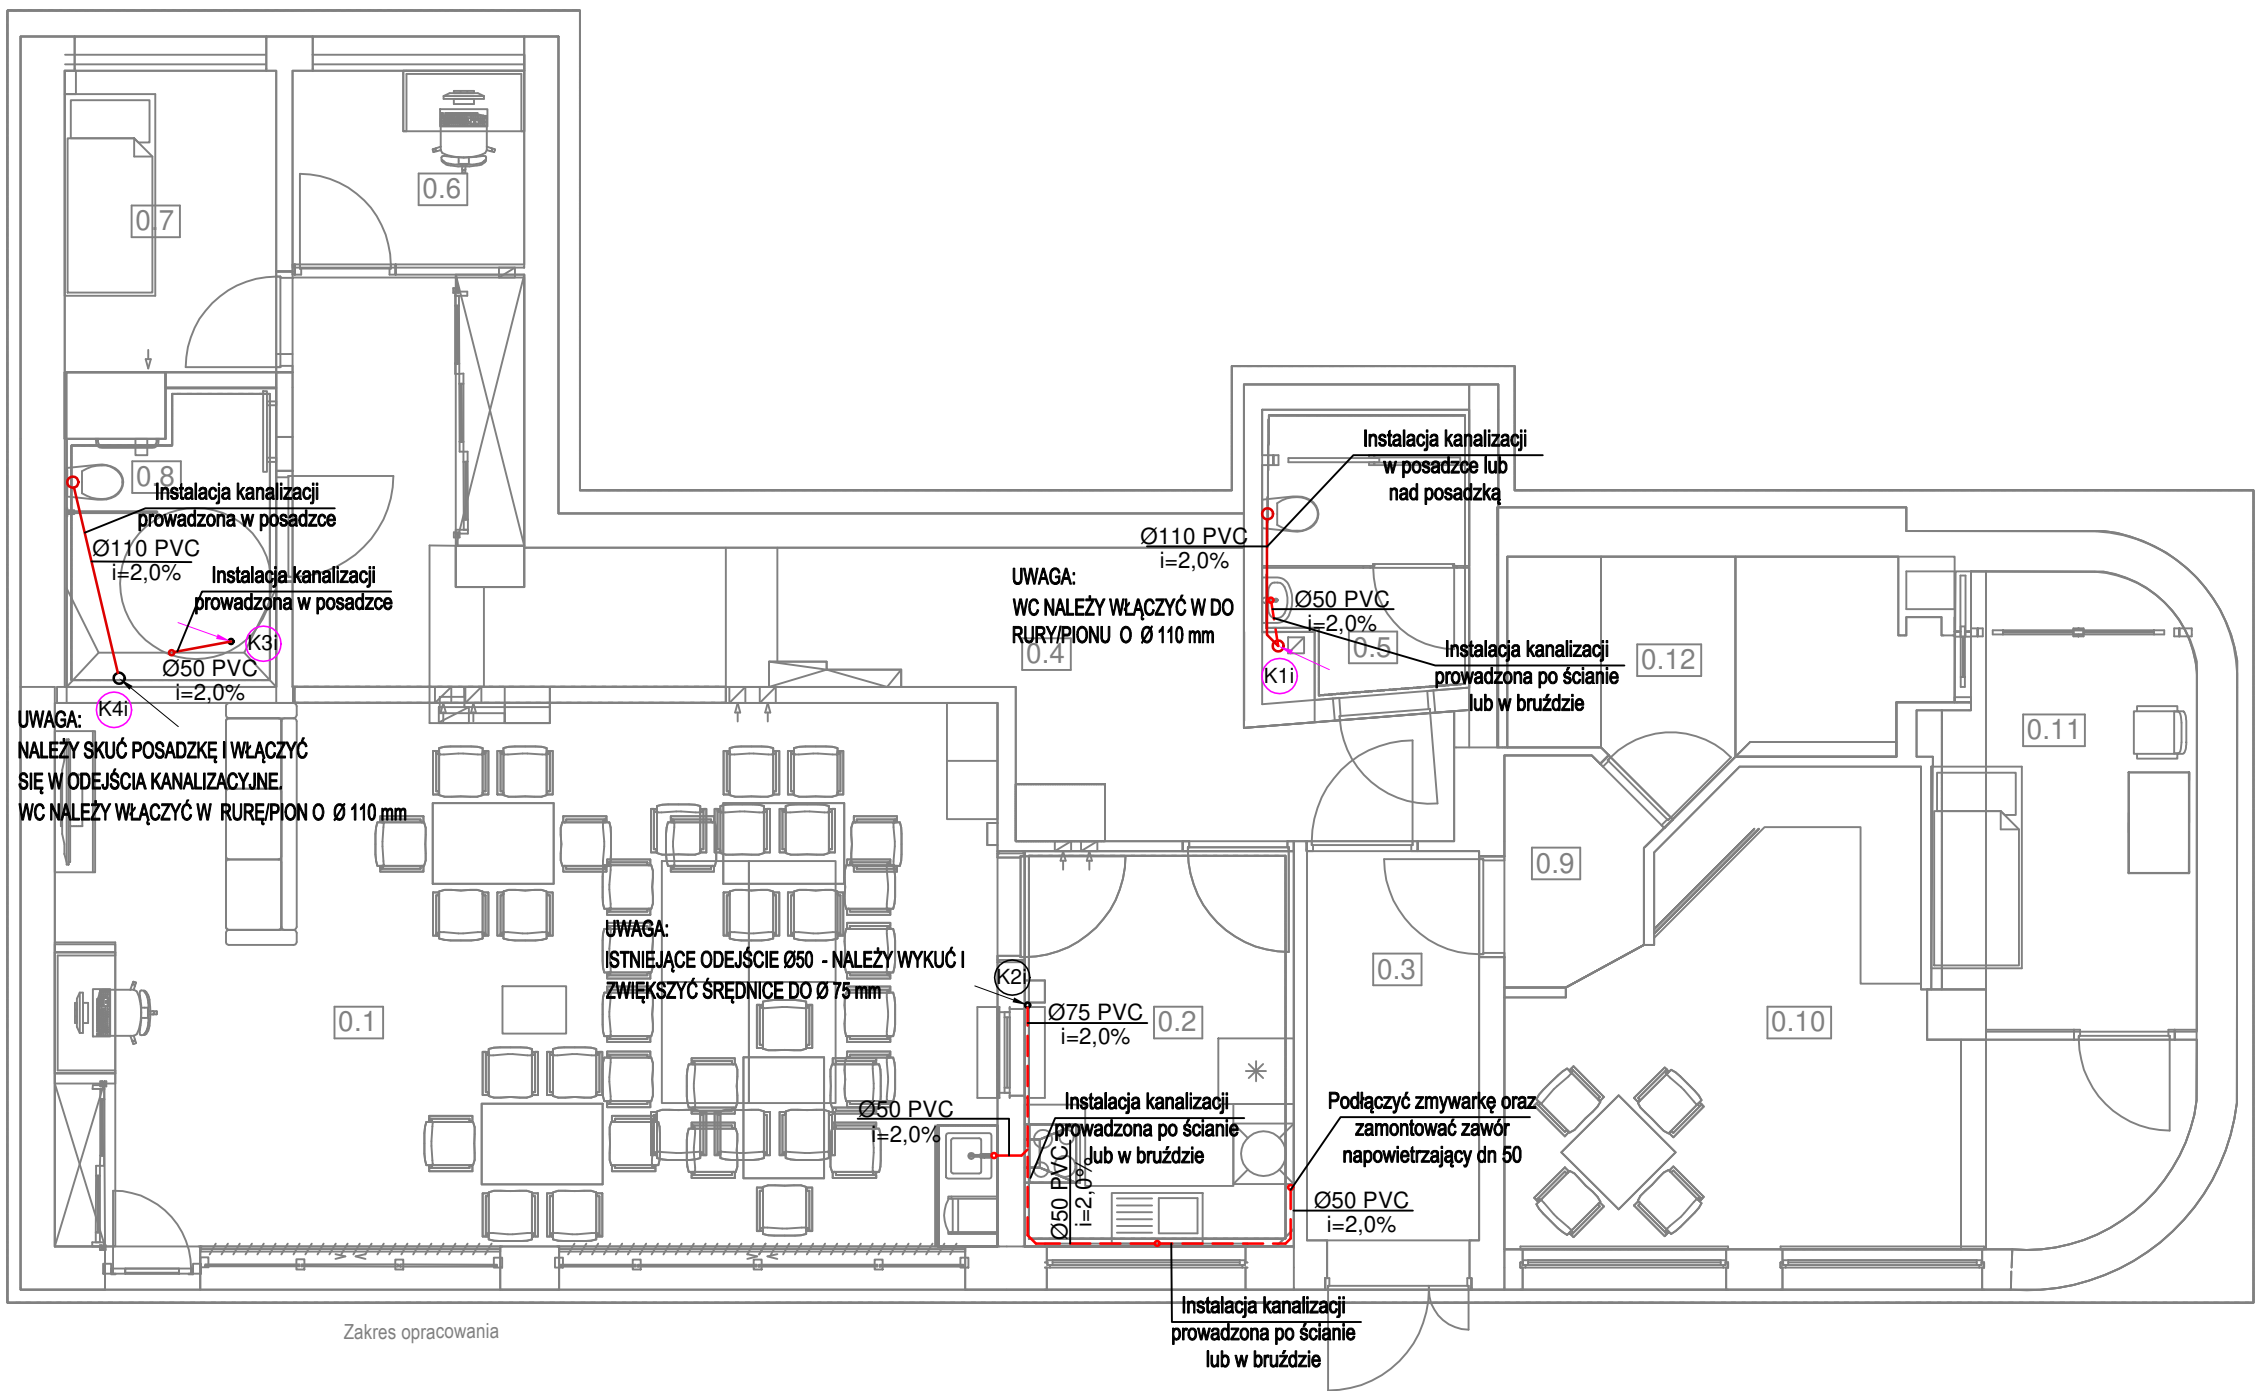 0.6
0.7
0.8
Instalacja kanalizacji
prowadzona w posadzce
Ø110 PVC
i=2,0%
Instalacja kanalizacji
prowadzona w posadzce
K3i
Ø50 PVC
i=2,0%
K4i
UWAGA:
NALEŻY SKUĆ POSADZKĘ I WŁĄCZYĆ
SIĘ W ODEJŚCIA KANALIZACYJNE.
WC NALEŻY WŁĄCZYĆ W RURĘ/PION O Ø 110 mm
Instalacja kanalizacji
w posadzce lub
nad posadzką
Ø110 PVC
i=2,0%
UWAGA:
WC NALEŻY WŁĄCZYĆ W DO
RURY/PIONU O Ø 110 mm
0.4
Ø50 PVC
i=2,0%
0.5
K1i
Instalacja kanalizacji
prowadzona po ścianie
lub w bruździe
0.12
0.11
0.9
UWAGA:
ISTNIEJĄCE ODEJŚCIE Ø50 - NALEŻY WYKUĆ I
ZWIĘKSZYĆ ŚREDNICE DO Ø 75 mm
K2i
0.1
Ø75 PVC
i=2,0%
0.2
0.3
0.10
Ø50 PVC
i=2,0%
Instalacja kanalizacji
prowadzona po ścianie
lub w bruździe
Ø50 PVC
i=2,0%
Podłączyć zmywarkę oraz
zamontować zawór
napowietrzający dn 50
Ø50 PVC
i=2,0%
Instalacja kanalizacji
prowadzona po ścianie
lub w bruździe
Zakres opracowania